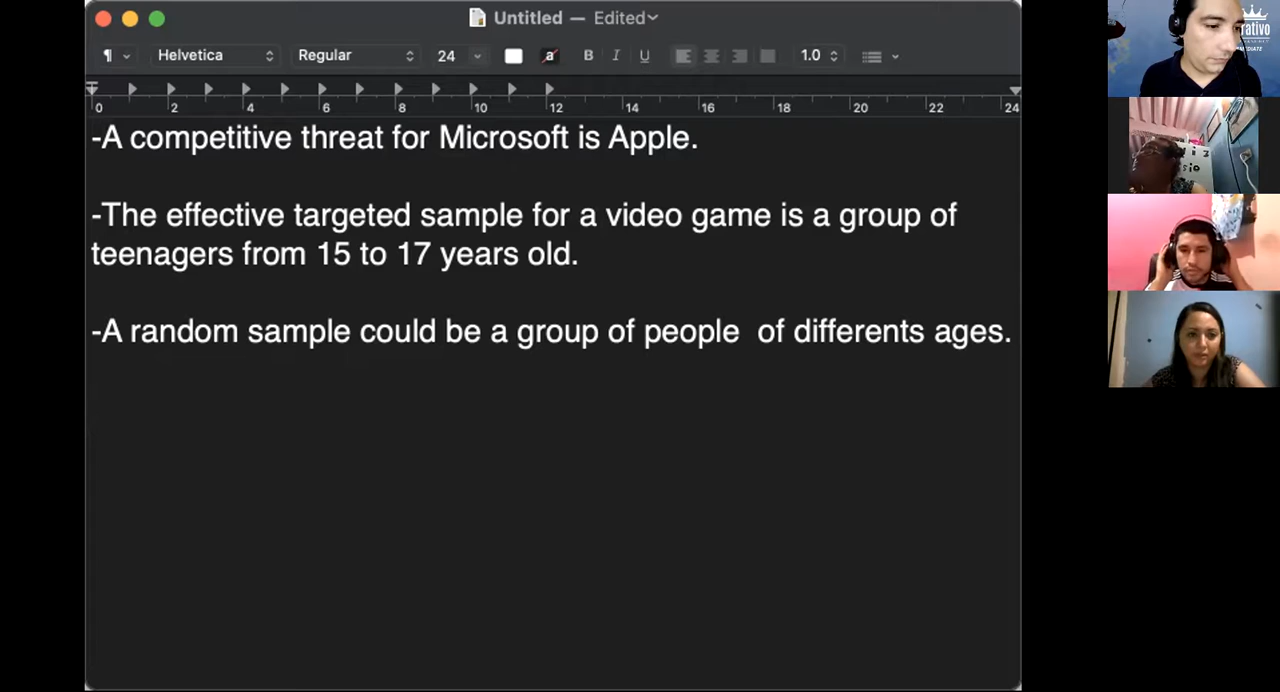 Untitled — Edited
¶ Helvetica Regular 24 a B I U 1.0
0 2 4 6 8 10 12 14 16 18 20 22 24
-A competitive threat for Microsoft is Apple.
-The effective targeted sample for a video game is a group of
teenagers from 15 to 17 years old.
-A random sample could be a group of people  of differents ages.
rativo